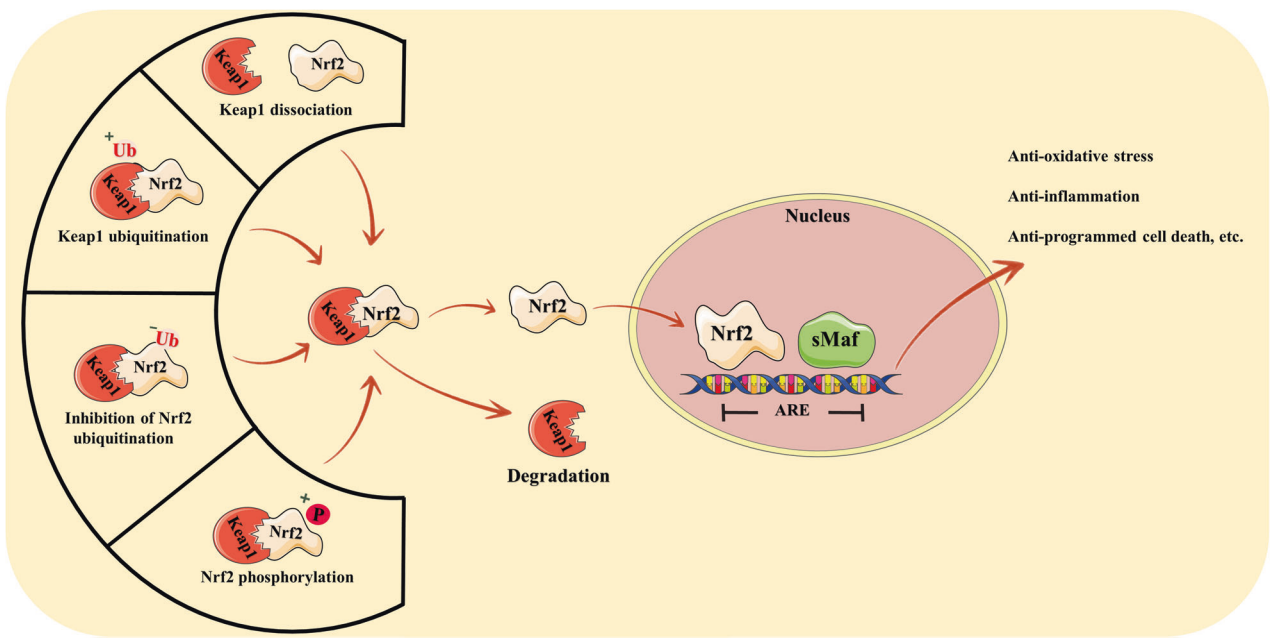 Keap1
Nrf2
Keap1 dissociation
+
Ub
Keap1
Nrf2
Keap1 ubiquitination
-
Ub
Keap1
Nrf2
Inhibition of Nrf2
ubiquitination
+
P
Keap1
Nrf2
Nrf2 phosphorylation
Keap1
Nrf2
Nrf2
Keap1
Degradation
Nucleus
Nrf2
sMaf
ARE
Anti-oxidative stress
Anti-inflammation
Anti-programmed cell death, etc.